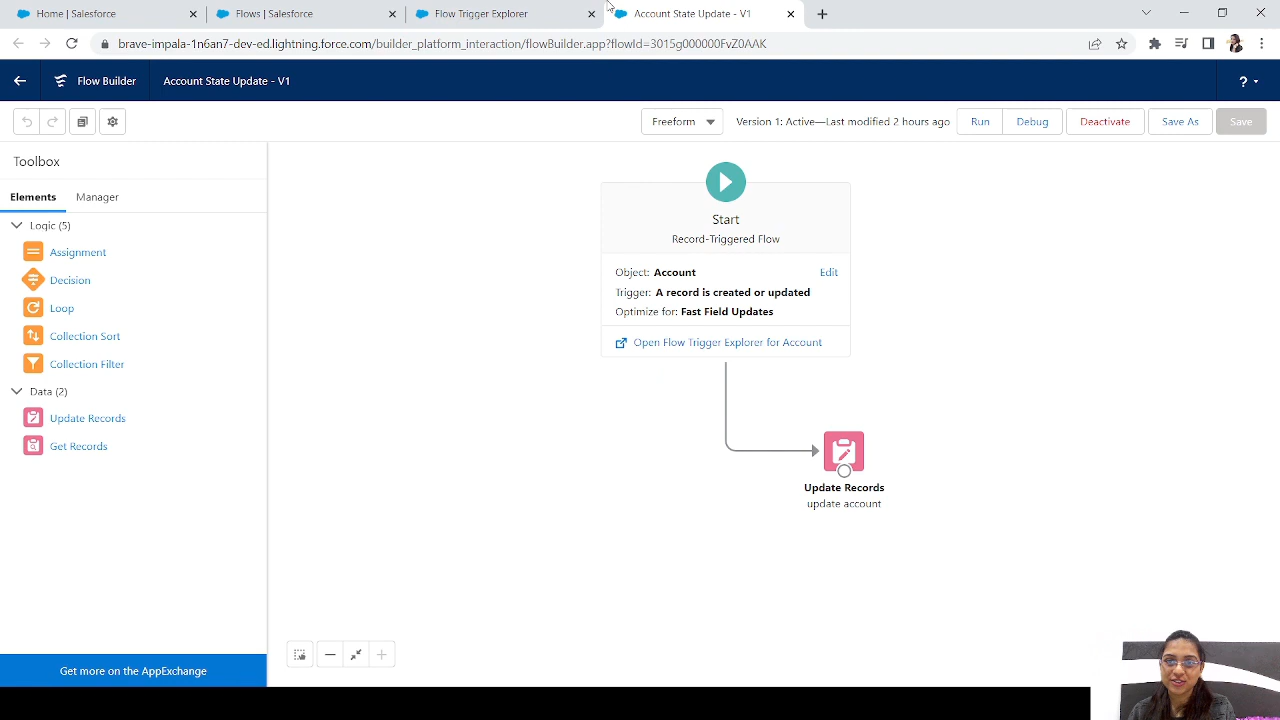 Home | Salesforce
Flows | Salesforce
Flow Trigger Explorer
Account State Update - V1
brave-impala-1n6an7-dev-ed.lightning.force.com/builder_platform_interaction/flowBuilder.app?flowId=3015g000000FvZ0AAK
Flow Builder
Account State Update - V1
?
Freeform
Version 1: Active—Last modified 2 hours ago
Run
Debug
Deactivate
Save As
Save
Toolbox
Elements
Manager
Logic (5)
Assignment
Decision
Loop
Collection Sort
Collection Filter
Data (2)
Update Records
Get Records
Get more on the AppExchange
Start
Record-Triggered Flow
Object: Account
Edit
Trigger: A record is created or updated
Optimize for: Fast Field Updates
Open Flow Trigger Explorer for Account
Update Records
update account